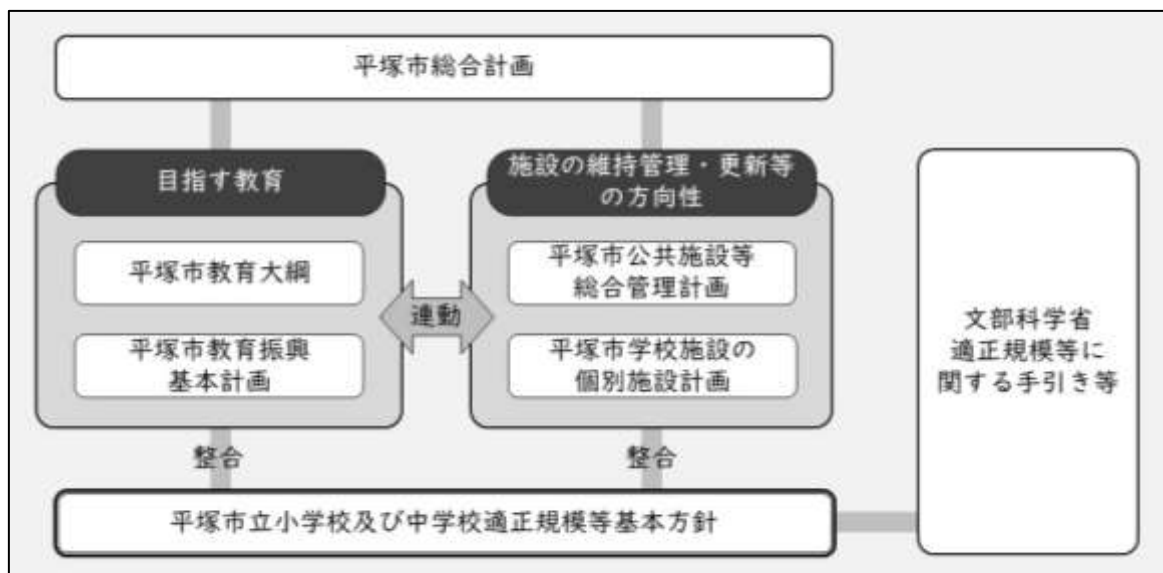 平塚市総合計画
目指す教育
平塚市教育大綱
平塚市教育振興
基本計画
連動
施設の維持管理・更新等
の方向性
平塚市公共施設等
総合管理計画
平塚市学校施設の
個別施設計画
整合
整合
平塚市立小学校及び中学校適正規模等基本方針
文部科学省
適正規模等に
関する手引き等